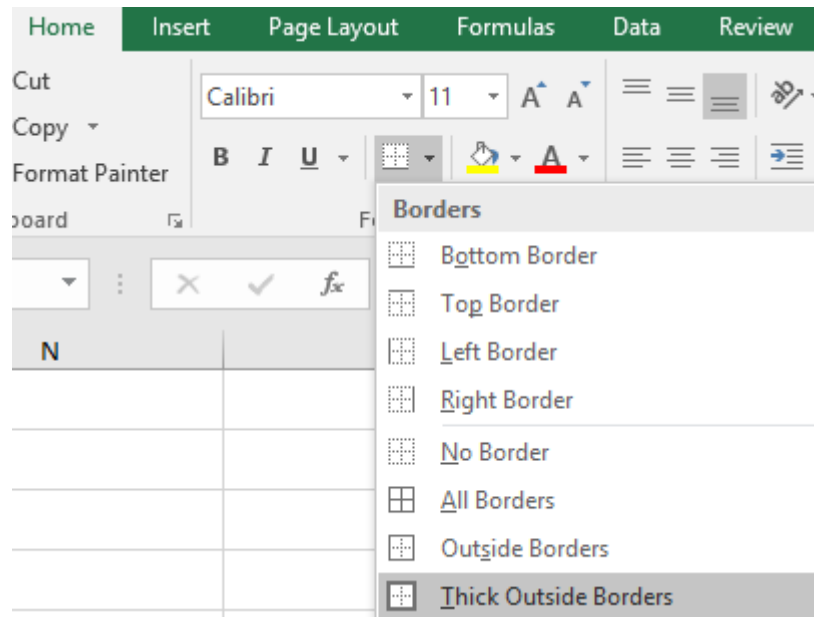 Home Insert Page Layout Formulas Data Review
Cut
Calibri 11 A A
Copy
B I U A
Format Painter
Borders
Bottom Border
fx
Top Border
N
Left Border
Right Border
No Border
All Borders
Outside Borders
Thick Outside Borders